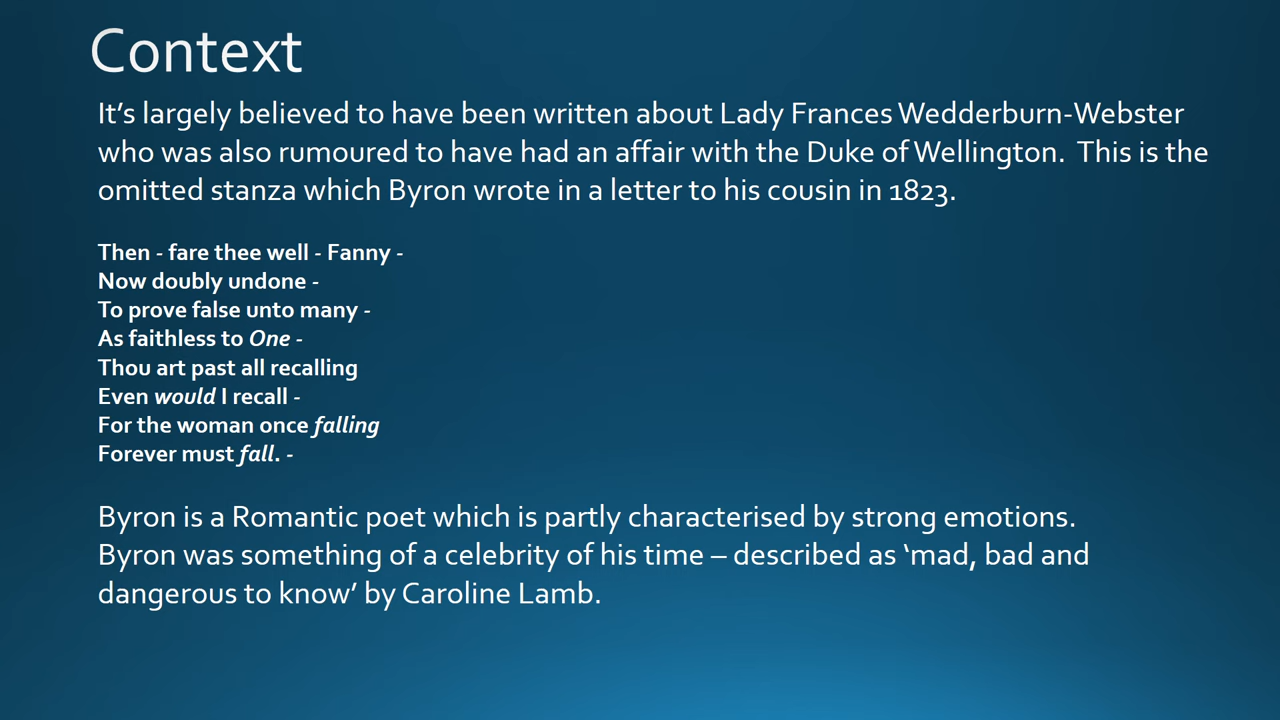 Context
It’s largely believed to have been written about Lady Frances Wedderburn-Webster
who was also rumoured to have had an affair with the Duke of Wellington.  This is the
omitted stanza which Byron wrote in a letter to his cousin in 1823.
Then - fare thee well - Fanny -
Now doubly undone -
To prove false unto many -
As faithless to One -
Thou art past all recalling
Even would I recall -
For the woman once falling
Forever must fall. -
Byron is a Romantic poet which is partly characterised by strong emotions.
Byron was something of a celebrity of his time – described as ‘mad, bad and
dangerous to know’ by Caroline Lamb.